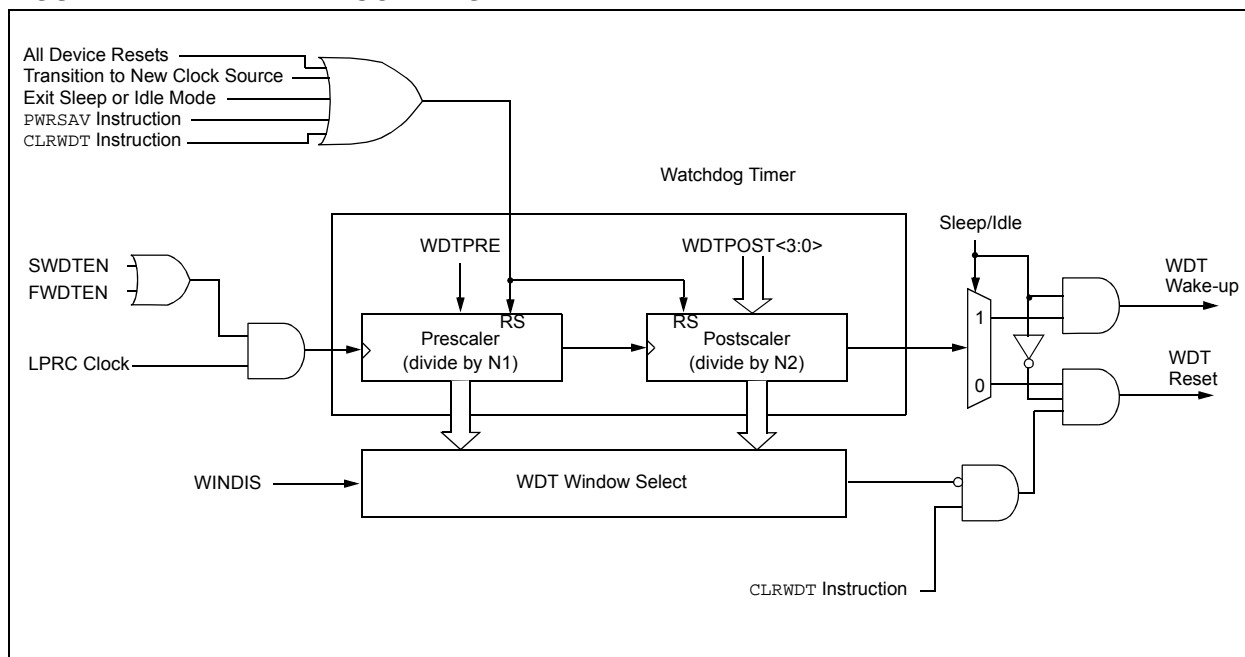 All Device Resets
Transition to New Clock Source
Exit Sleep or Idle Mode
PWRSAV Instruction
CLRWDT Instruction
Watchdog Timer
Sleep/Idle
WDTPRE
WDTPOST<3:0>
SWDTEN
FWDTEN
WDT
Wake-up
RS
RS
1
Prescaler
(divide by N1)
Postscaler
(divide by N2)
LPRC Clock
WDT
Reset
0
WINDIS
WDT Window Select
CLRWDT Instruction